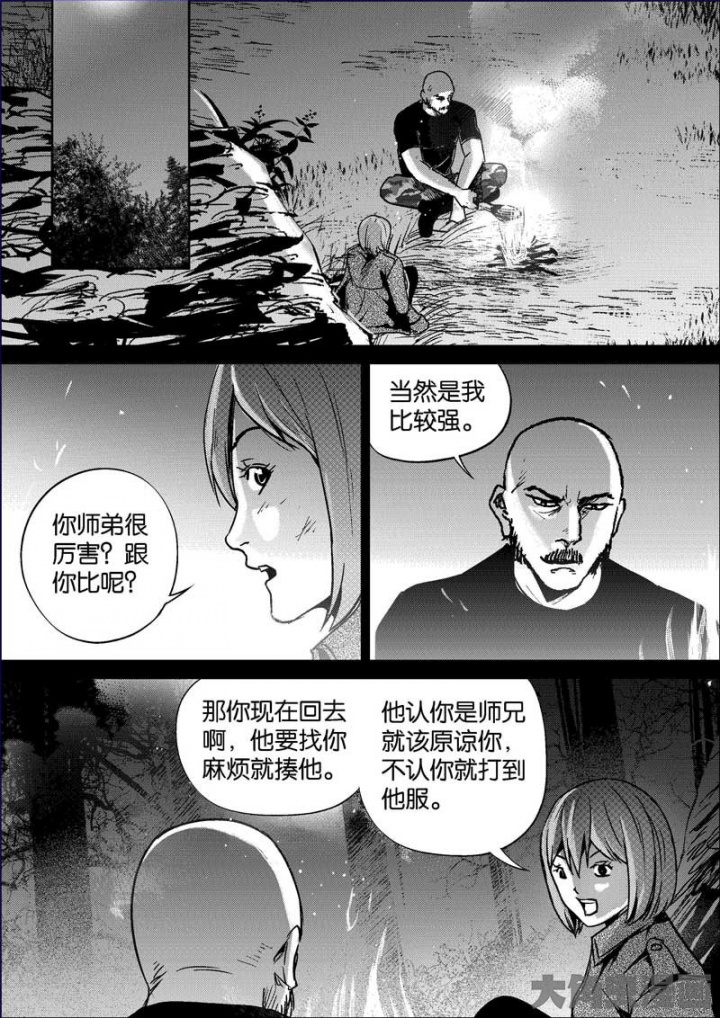 你师弟很
厉害？跟
你比呢？
当然是我
比较强。
那你现在回去
啊，他要找你
麻烦就揍他。
他认你是师兄
就该原谅你，
不认你就打到
他服。